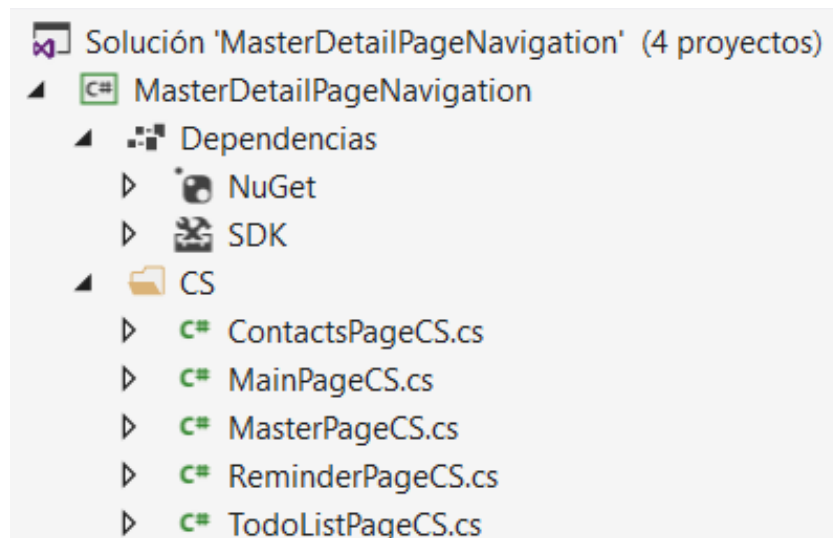 Solución 'MasterDetailPageNavigation' (4 proyectos)
C# MasterDetailPageNavigation
Dependencias
NuGet
SDK
CS
C# ContactsPageCS.cs
C# MainPageCS.cs
C# MasterPageCS.cs
C# ReminderPageCS.cs
C# TodoListPageCS.cs